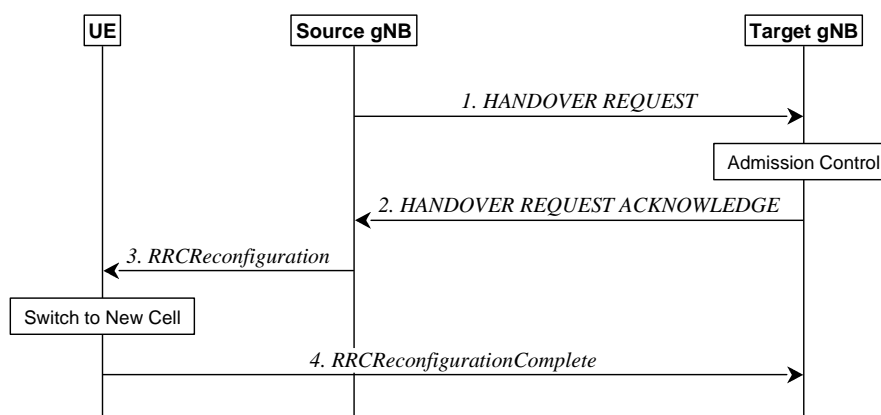 UE
Source gNB
Target gNB
1. HANDOVER REQUEST
Admission Control
2. HANDOVER REQUEST ACKNOWLEDGE
3. RRCReconfiguration
Switch to New Cell
4. RRCReconfigurationComplete